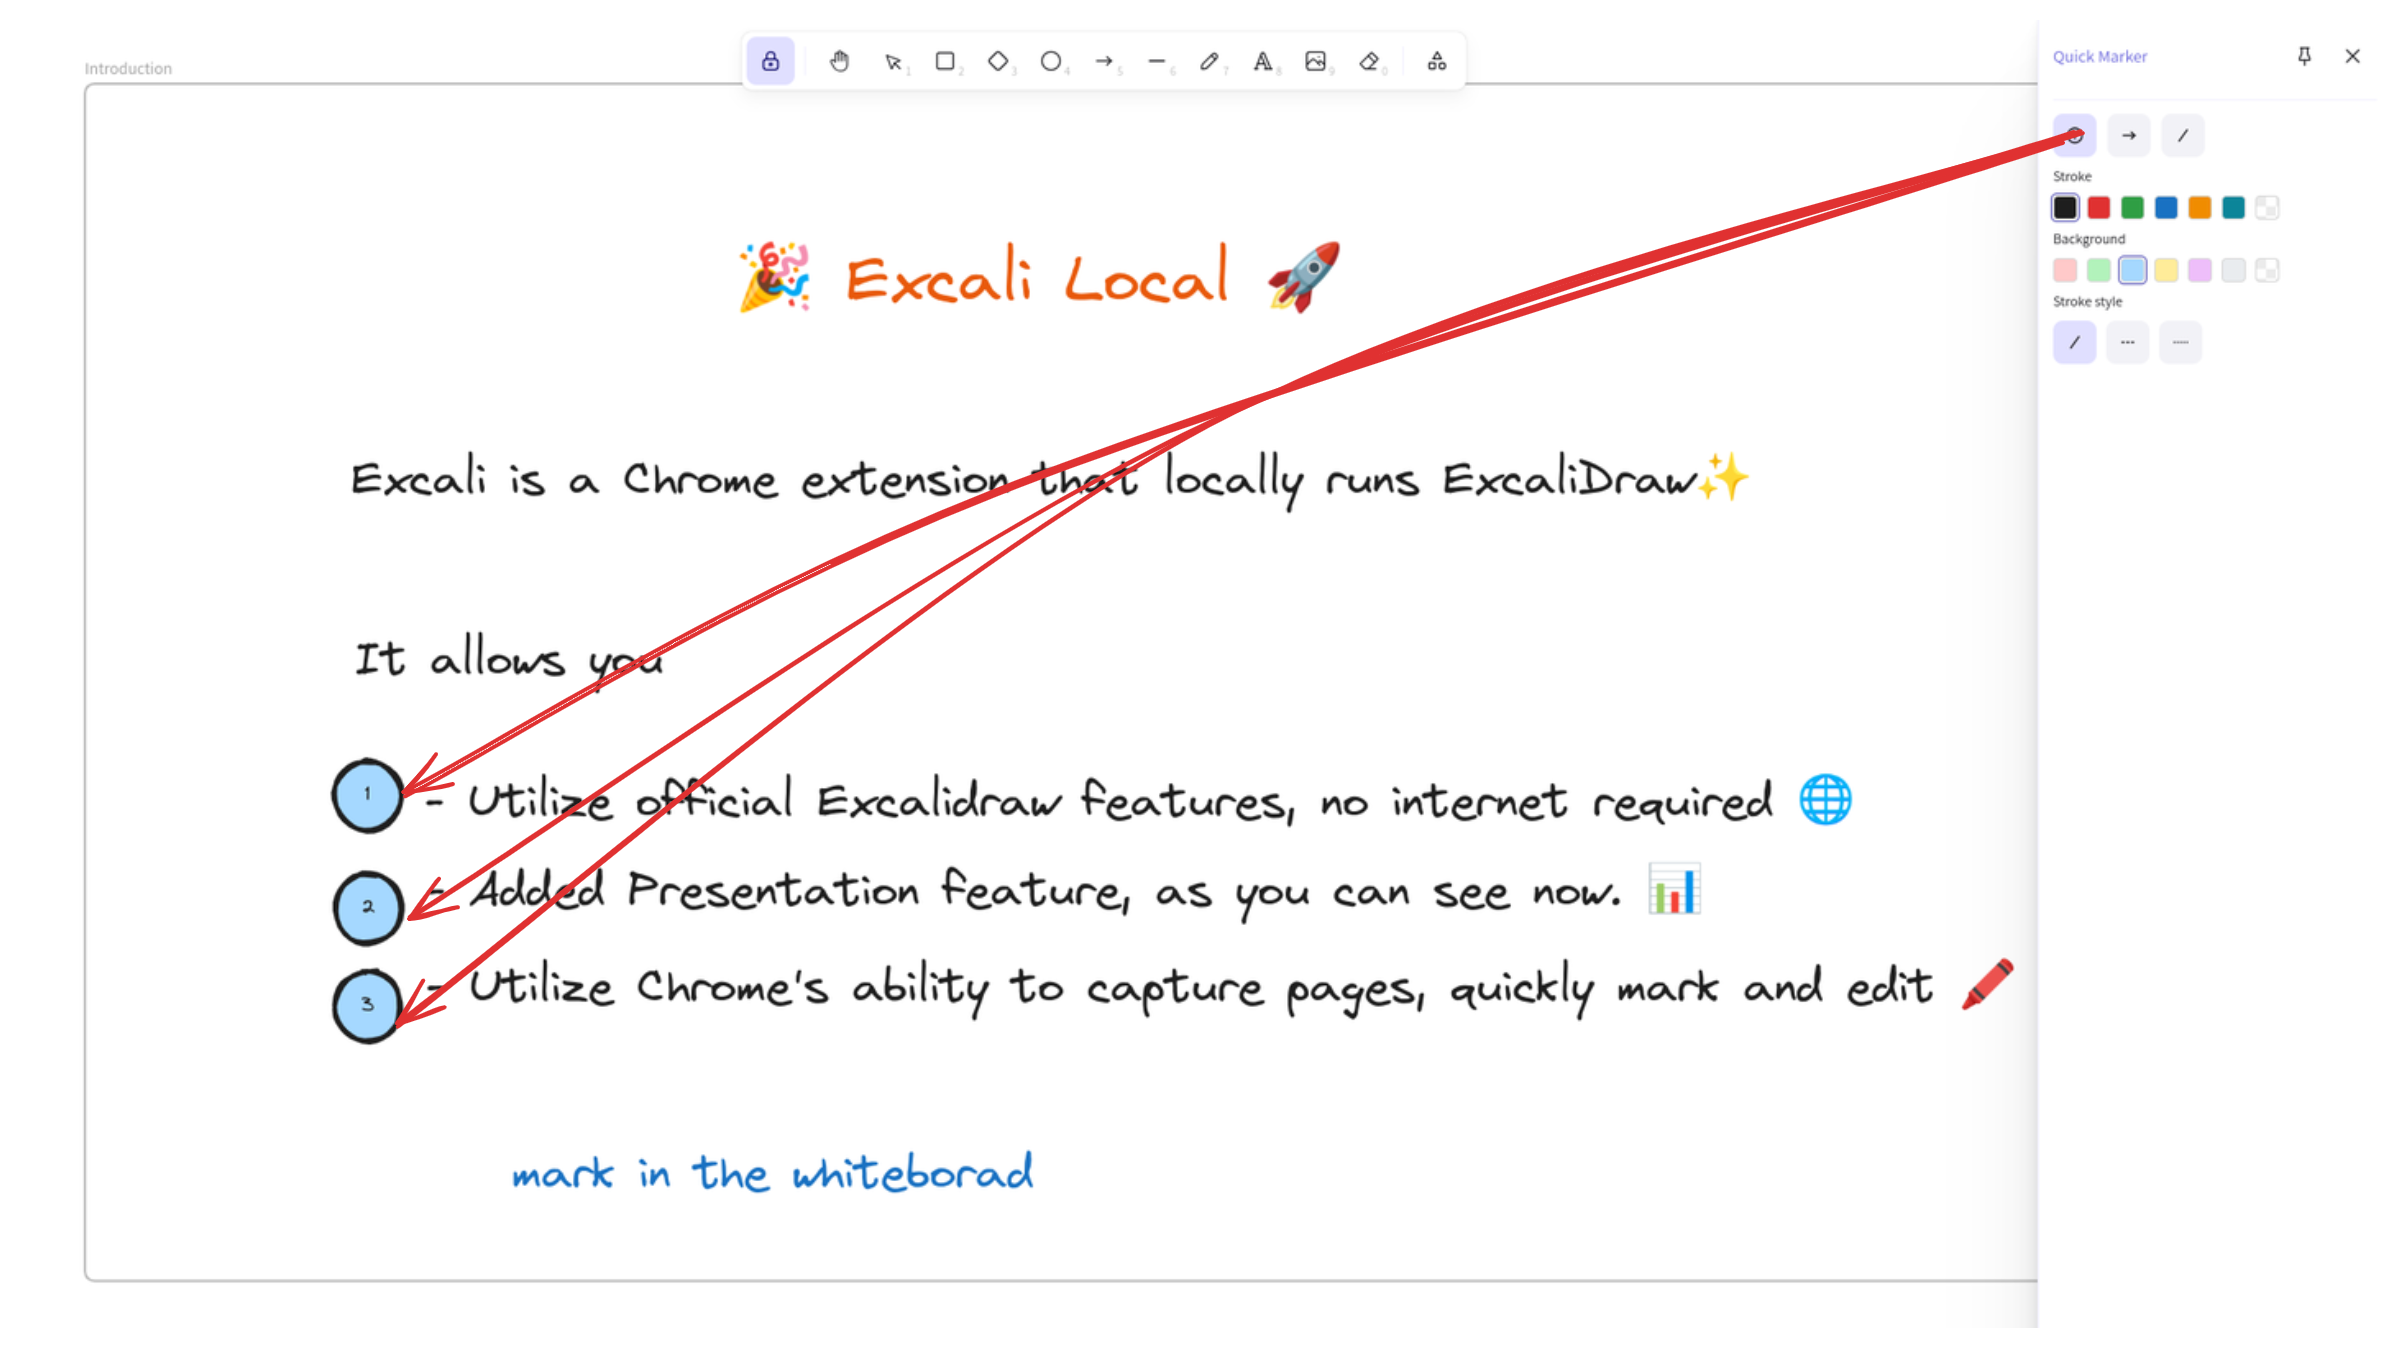 Introduction
1 2 3 4 5 6 7 8 9 0
Quick Marker
Stroke
Background
Stroke style
🎉 Excali Local 🚀
Excali is a Chrome extension that locally runs ExcaliDraw✨
It allows you
1 - Utilize official Excalidraw features, no internet required 🌐
2 - Added Presentation feature, as you can see now. 📊
3 - Utilize Chrome's ability to capture pages, quickly mark and edit 🖍️
mark in the whiteborad